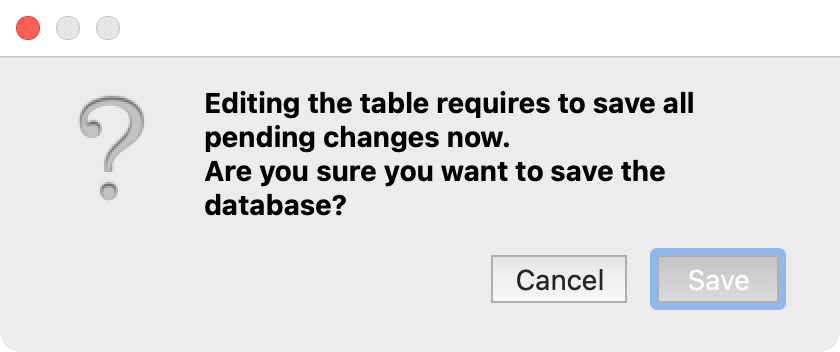 Editing the table requires to save all
pending changes now.
Are you sure you want to save the
database?
Cancel
Save